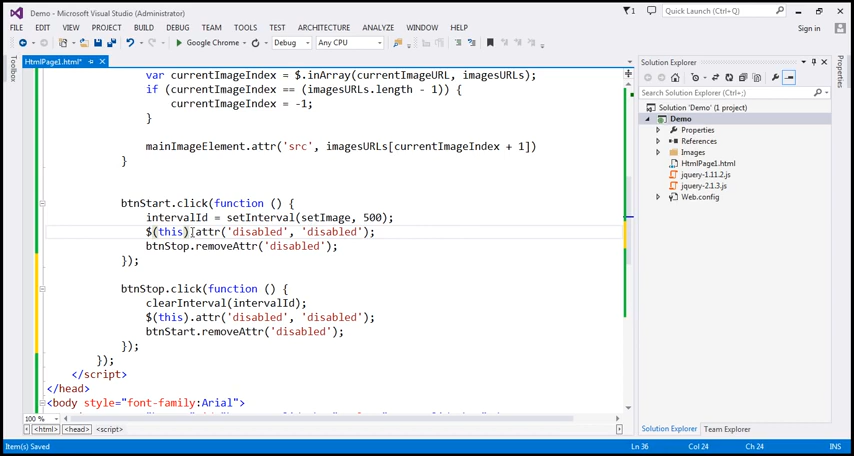 Demo - Microsoft Visual Studio (Administrator)
1
Quick Launch (Ctrl+Q)
FILE EDIT VIEW PROJECT BUILD DEBUG TEAM TOOLS TEST ARCHITECTURE ANALYZE WINDOW HELP
Sign in
Google Chrome Debug Any CPU
Toolbox
HtmlPage1.html*
var currentImageIndex = $.inArray(currentImageURL, imagesURLs);
if (currentImageIndex == (imagesURLs.length - 1)) {
currentImageIndex = -1;
}
mainImageElement.attr('src', imagesURLs[currentImageIndex + 1])
}
btnStart.click(function () {
intervalId = setInterval(setImage, 500);
$(this).attr('disabled', 'disabled');
btnStop.removeAttr('disabled');
});
btnStop.click(function () {
clearInterval(intervalId);
$(this).attr('disabled', 'disabled');
btnStart.removeAttr('disabled');
});
});
</script>
</head>
<body style="font-family:Arial">
100 %
<html> <head> <script>
Solution Explorer
Search Solution Explorer (Ctrl+;)
Solution 'Demo' (1 project)
Demo
Properties
References
Images
HtmlPage1.html
jquery-1.11.2.js
jquery-2.1.3.js
Web.config
Solution Explorer Team Explorer
Properties
Item(s) Saved Ln 36 Col 24 Ch 24 INS